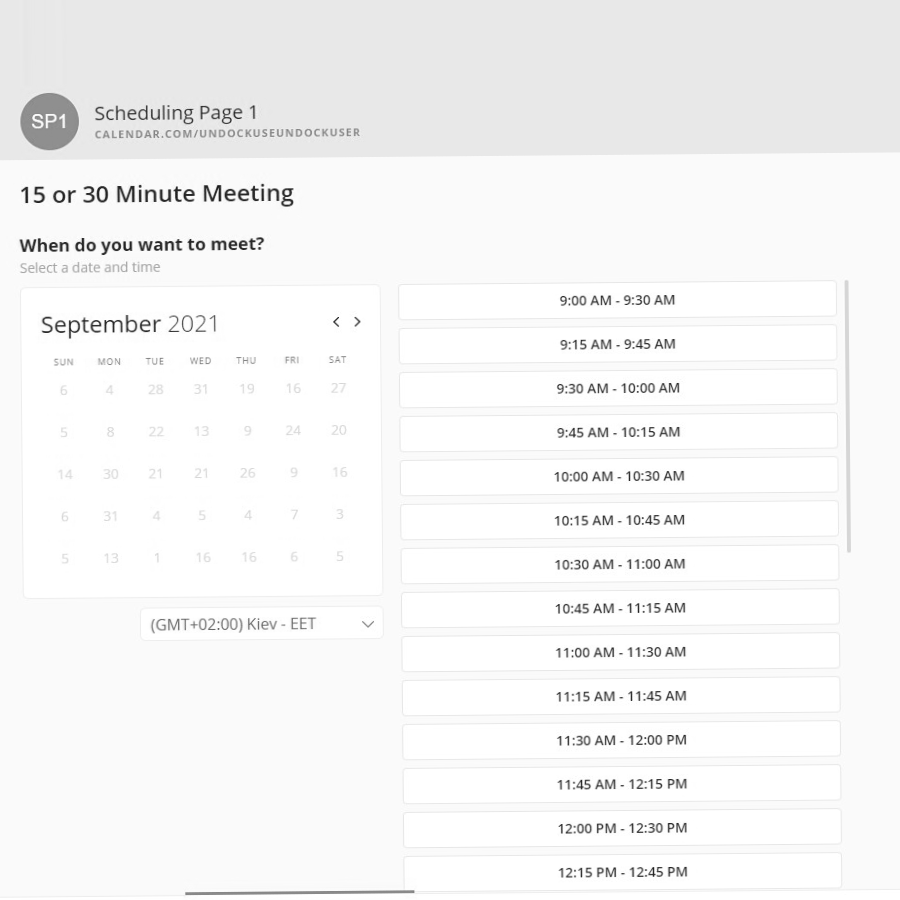 SP1
Scheduling Page 1
CALENDAR.COM/UNDOCKUSEUNDOCKUSER
15 or 30 Minute Meeting
When do you want to meet?
Select a date and time
September 2021
SUN MON TUE WED THU FRI SAT
6 4 28 31 19 16 27
5 8 22 13 9 24 20
14 30 21 21 26 9 16
6 31 4 5 4 7 3
5 13 1 16 16 6 5
(GMT+02:00) Kiev - EET
9:00 AM - 9:30 AM
9:15 AM - 9:45 AM
9:30 AM - 10:00 AM
9:45 AM - 10:15 AM
10:00 AM - 10:30 AM
10:15 AM - 10:45 AM
10:30 AM - 11:00 AM
10:45 AM - 11:15 AM
11:00 AM - 11:30 AM
11:15 AM - 11:45 AM
11:30 AM - 12:00 PM
11:45 AM - 12:15 PM
12:00 PM - 12:30 PM
12:15 PM - 12:45 PM